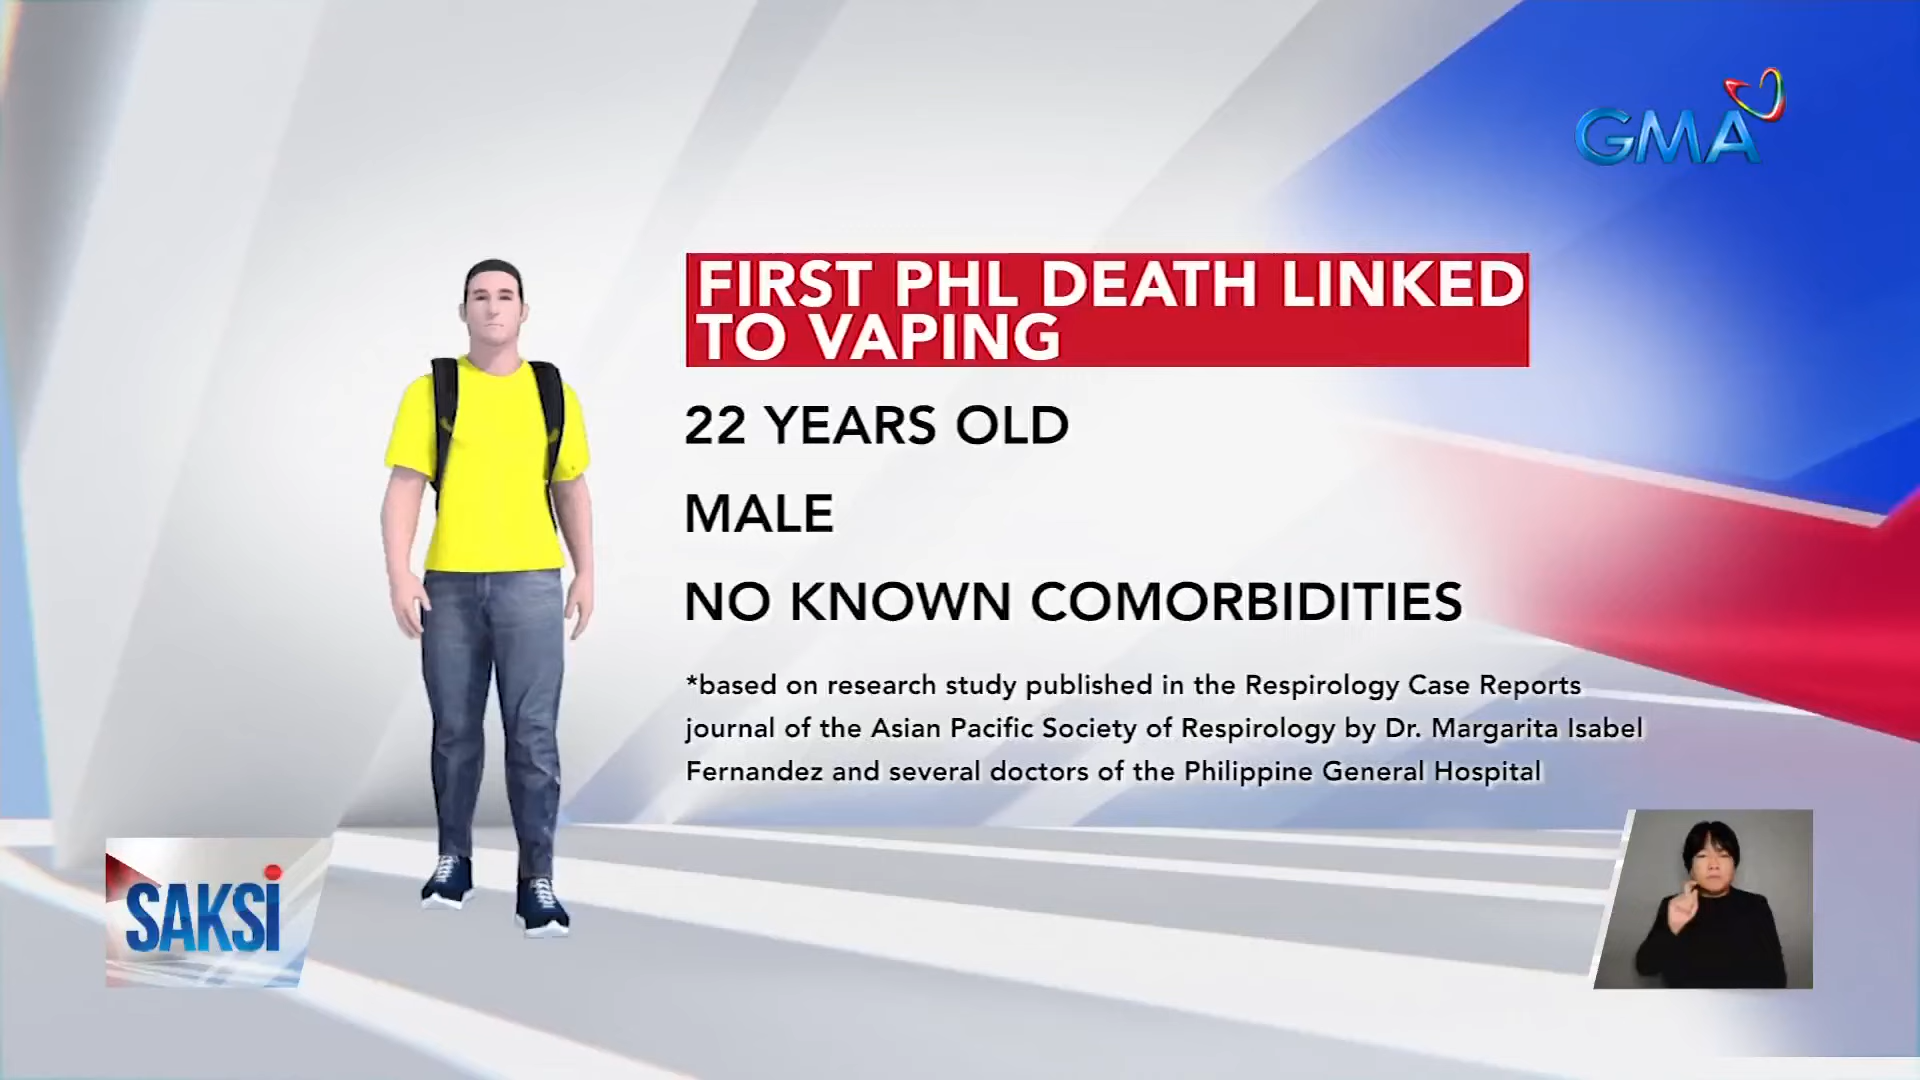 GMA
FIRST PHL DEATH LINKED
TO VAPING
22 YEARS OLD
MALE
NO KNOWN COMORBIDITIES
*based on research study published in the Respirology Case Reports
journal of the Asian Pacific Society of Respirology by Dr. Margarita Isabel
Fernandez and several doctors of the Philippine General Hospital
SAKSi